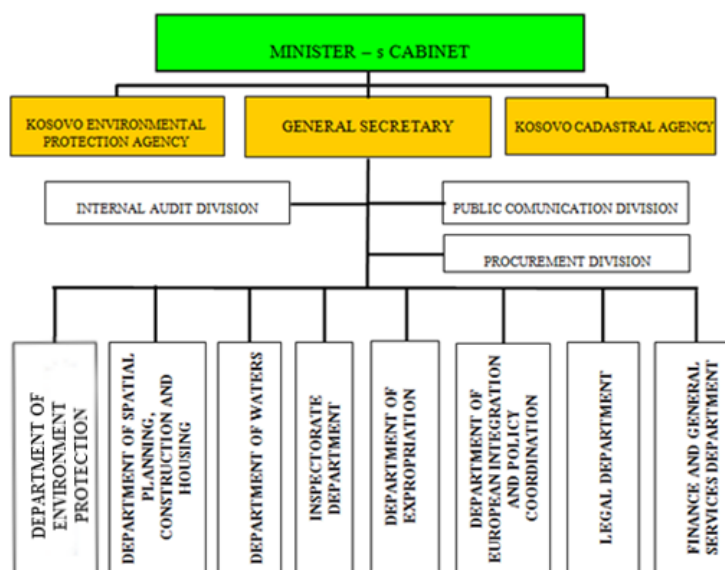 MINISTER – s CABINET
KOSOVO ENVIRONMENTAL
PROTECTION AGENCY
GENERAL SECRETARY
KOSOVO CADASTRAL AGENCY
INTERNAL AUDIT DIVISION
PUBLIC COMUNICATION DIVISION
PROCUREMENT DIVISION
DEPARTMENT OF
ENVIRONMENT
PROTECTION
DEPARTMENT OF SPATIAL
PLANNING,
CONSTRUCTION AND
HOUSING
DEPARTMENT OF WATERS
INSPECTORATE
DEPARTMENT
DEPARTMENT OF
EXPROPRIATION
DEPARTMENT OF
EUROPEAN INTEGRATION
AND POLICY
COORDINATION
LEGAL DEPARTMENT
FINANCE AND GENERAL
SERVICES DEPARTMENT